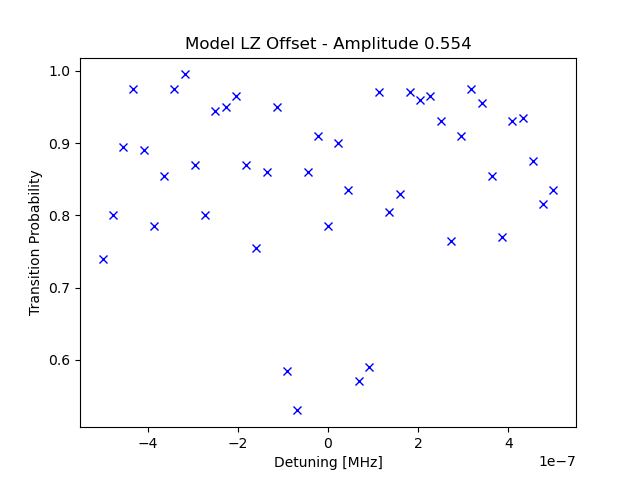 Model LZ Offset - Amplitude 0.554
1.0
0.9
0.8
0.7
0.6
Transition Probability
−4
−2
0
2
4
1e−7
Detuning [MHz]